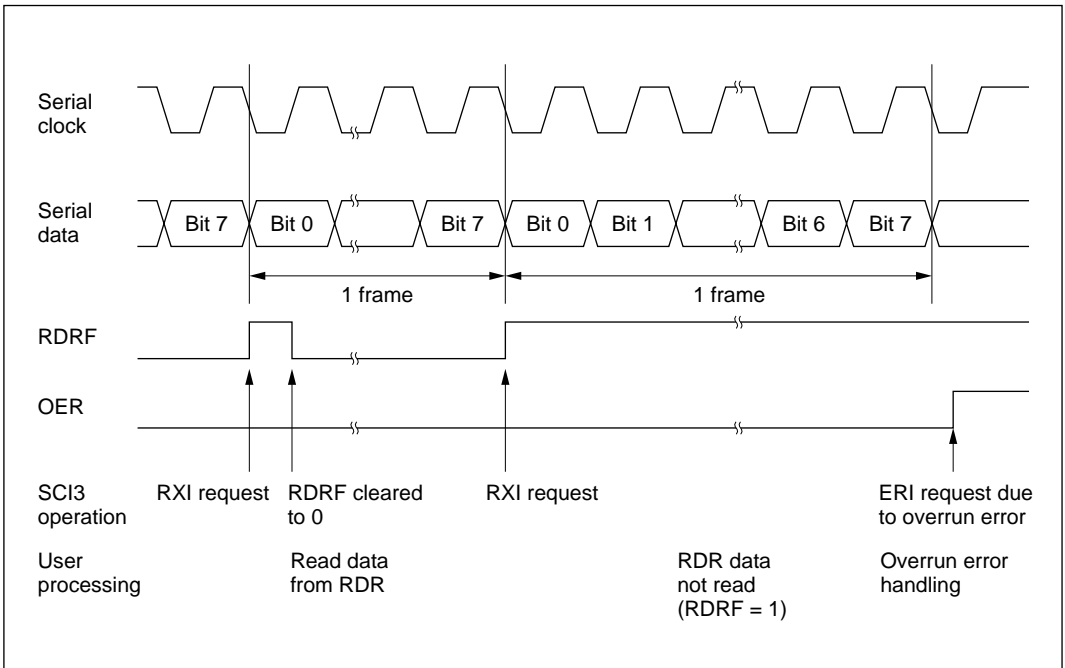 Serial
clock
Serial
data
Bit 7 Bit 0 Bit 7 Bit 0 Bit 1 Bit 6 Bit 7
1 frame 1 frame
RDRF
OER
SCI3
operation
RXI request
RDRF cleared
to 0
RXI request
ERI request due
to overrun error
User
processing
Read data
from RDR
RDR data
not read
(RDRF = 1)
Overrun error
handling